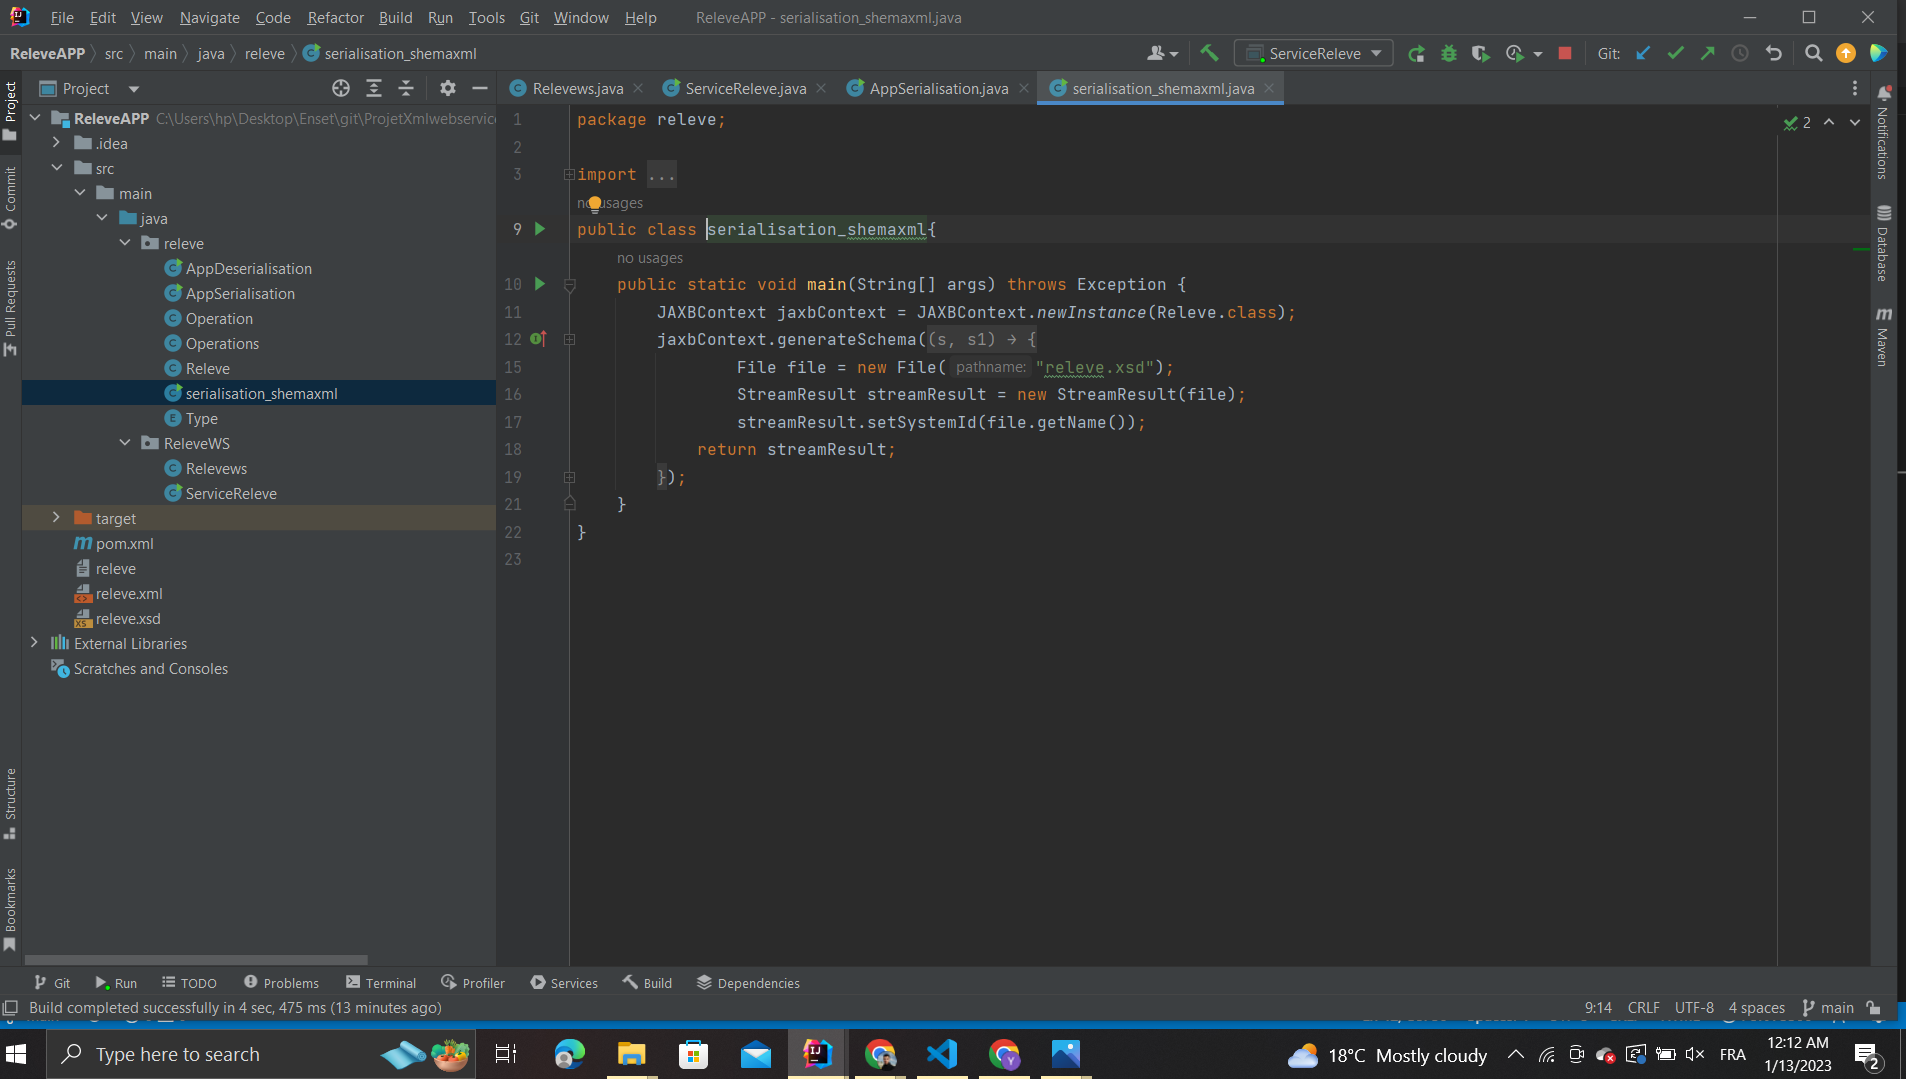 File Edit View Navigate Code Refactor Build Run Tools Git Window Help ReleveAPP - serialisation_shemaxml.java
ReleveAPP src main java releve serialisation_shemaxml ServiceReleve Git:
Project Relevews.java ServiceReleve.java AppSerialisation.java serialisation_shemaxml.java
Project
Commit
Pull Requests
Structure
Bookmarks
ReleveAPP C:\Users\hp\Desktop\Enset\git\ProjetXmlwebservice
.idea
src
main
java
releve
AppDeserialisation
AppSerialisation
Operation
Operations
Releve
serialisation_shemaxml
Type
ReleveWS
Relevews
ServiceReleve
target
pom.xml
releve
releve.xml
releve.xsd
External Libraries
Scratches and Consoles
1 package releve;
2
3 import ...
no usages
9 public class serialisation_shemaxml{
no usages
10 public static void main(String[] args) throws Exception {
11 JAXBContext jaxbContext = JAXBContext.newInstance(Releve.class);
12 jaxbContext.generateSchema((s, s1) → {
15 File file = new File( pathname: "releve.xsd");
16 StreamResult streamResult = new StreamResult(file);
17 streamResult.setSystemId(file.getName());
18 return streamResult;
19 });
21 }
22 }
23
2
Notifications
Database
Maven
Git Run TODO Problems Terminal Profiler Services Build Dependencies
Build completed successfully in 4 sec, 475 ms (13 minutes ago) 9:14 CRLF UTF-8 4 spaces main
Type here to search 18°C Mostly cloudy FRA 12:12 AM
1/13/2023 2